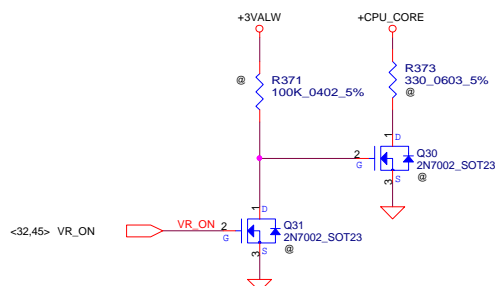 +3VALW
+CPU_CORE
@
R371
100K_0402_5%
R373
330_0603_5%
@
1
D
2
G
Q30
2N7002_SOT23
3
S
@
1
D
<32,45>
VR_ON
VR_ON
2
G
Q31
2N7002_SOT23
3
S
@